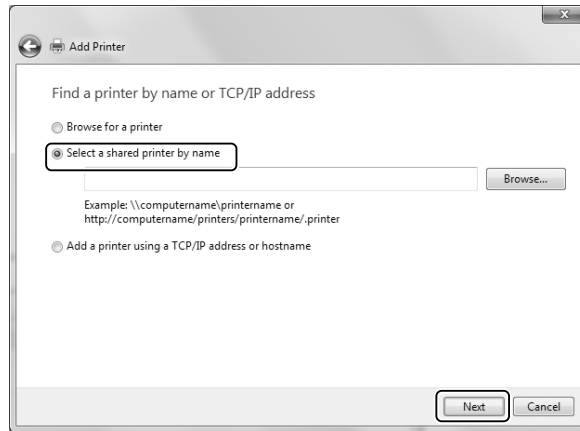 Add Printer
Find a printer by name or TCP/IP address
Browse for a printer
Select a shared printer by name
Browse...
Example: \\computername\printername or
http://computername/printers/printername/.printer
Add a printer using a TCP/IP address or hostname
Next Cancel